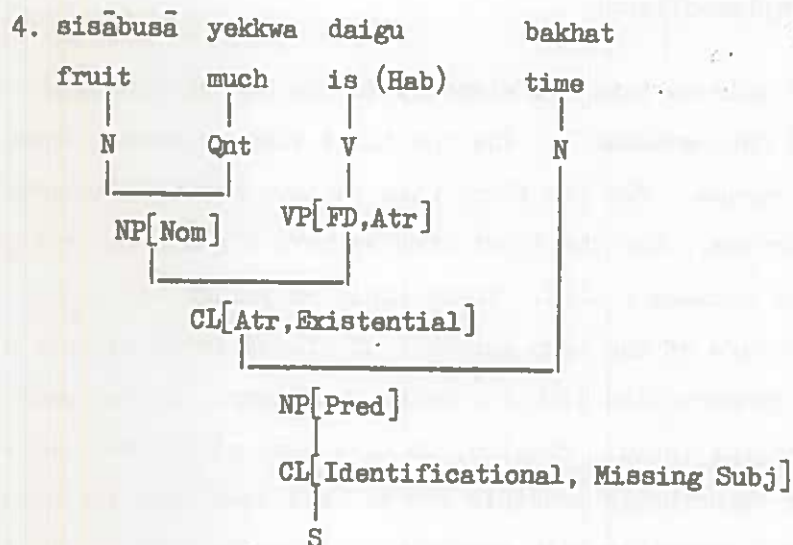 4. sisābusā yekkwa daigu bakhat
fruit much is (Hab) time
N Qnt V N
NP[Nom] VP[FD,Atr]
CL[Atr,Existential]
NP[Pred]
CL[Identificational, Missing Subj]
S